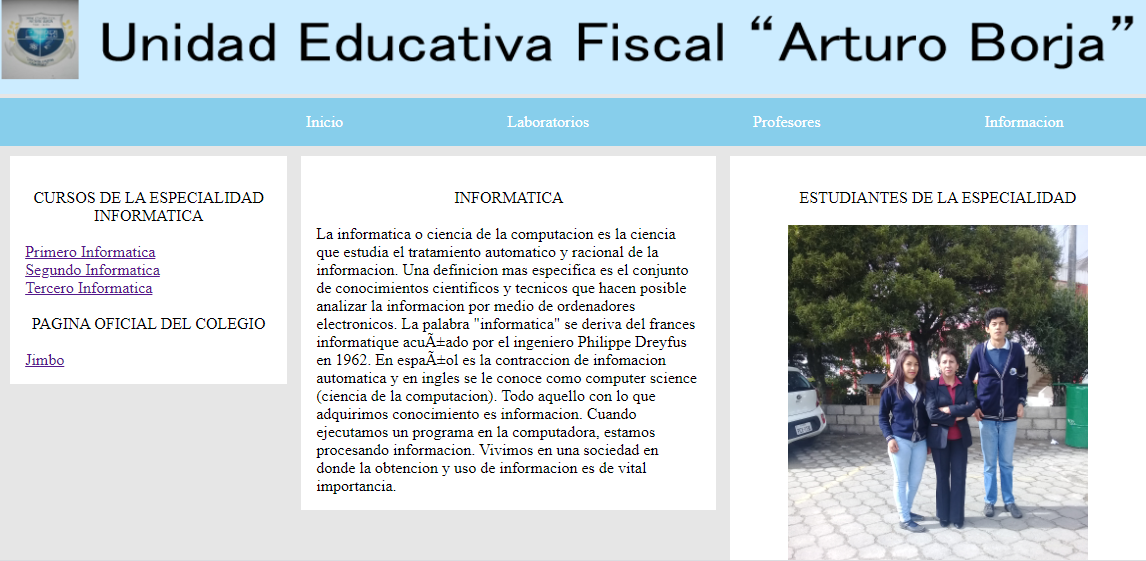 Unidad Educativa Fiscal “Arturo Borja”
Inicio
Laboratorios
Profesores
Informacion
CURSOS DE LA ESPECIALIDAD
INFORMATICA
Primero Informatica
Segundo Informatica
Tercero Informatica
PAGINA OFICIAL DEL COLEGIO
Jimbo
INFORMATICA
La informatica o ciencia de la computacion es la ciencia
que estudia el tratamiento automatico y racional de la
informacion. Una definicion mas especifica es el conjunto
de conocimientos cientificos y tecnicos que hacen posible
analizar la informacion por medio de ordenadores
electronicos. La palabra "informatica" se deriva del frances
informatique acuÃ±ado por el ingeniero Philippe Dreyfus
en 1962. En espaÃ±ol es la contraccion de infomacion
automatica y en ingles se le conoce como computer science
(ciencia de la computacion). Todo aquello con lo que
adquirimos conocimiento es informacion. Cuando
ejecutamos un programa en la computadora, estamos
procesando informacion. Vivimos en una sociedad en
donde la obtencion y uso de informacion es de vital
importancia.
ESTUDIANTES DE LA ESPECIALIDAD